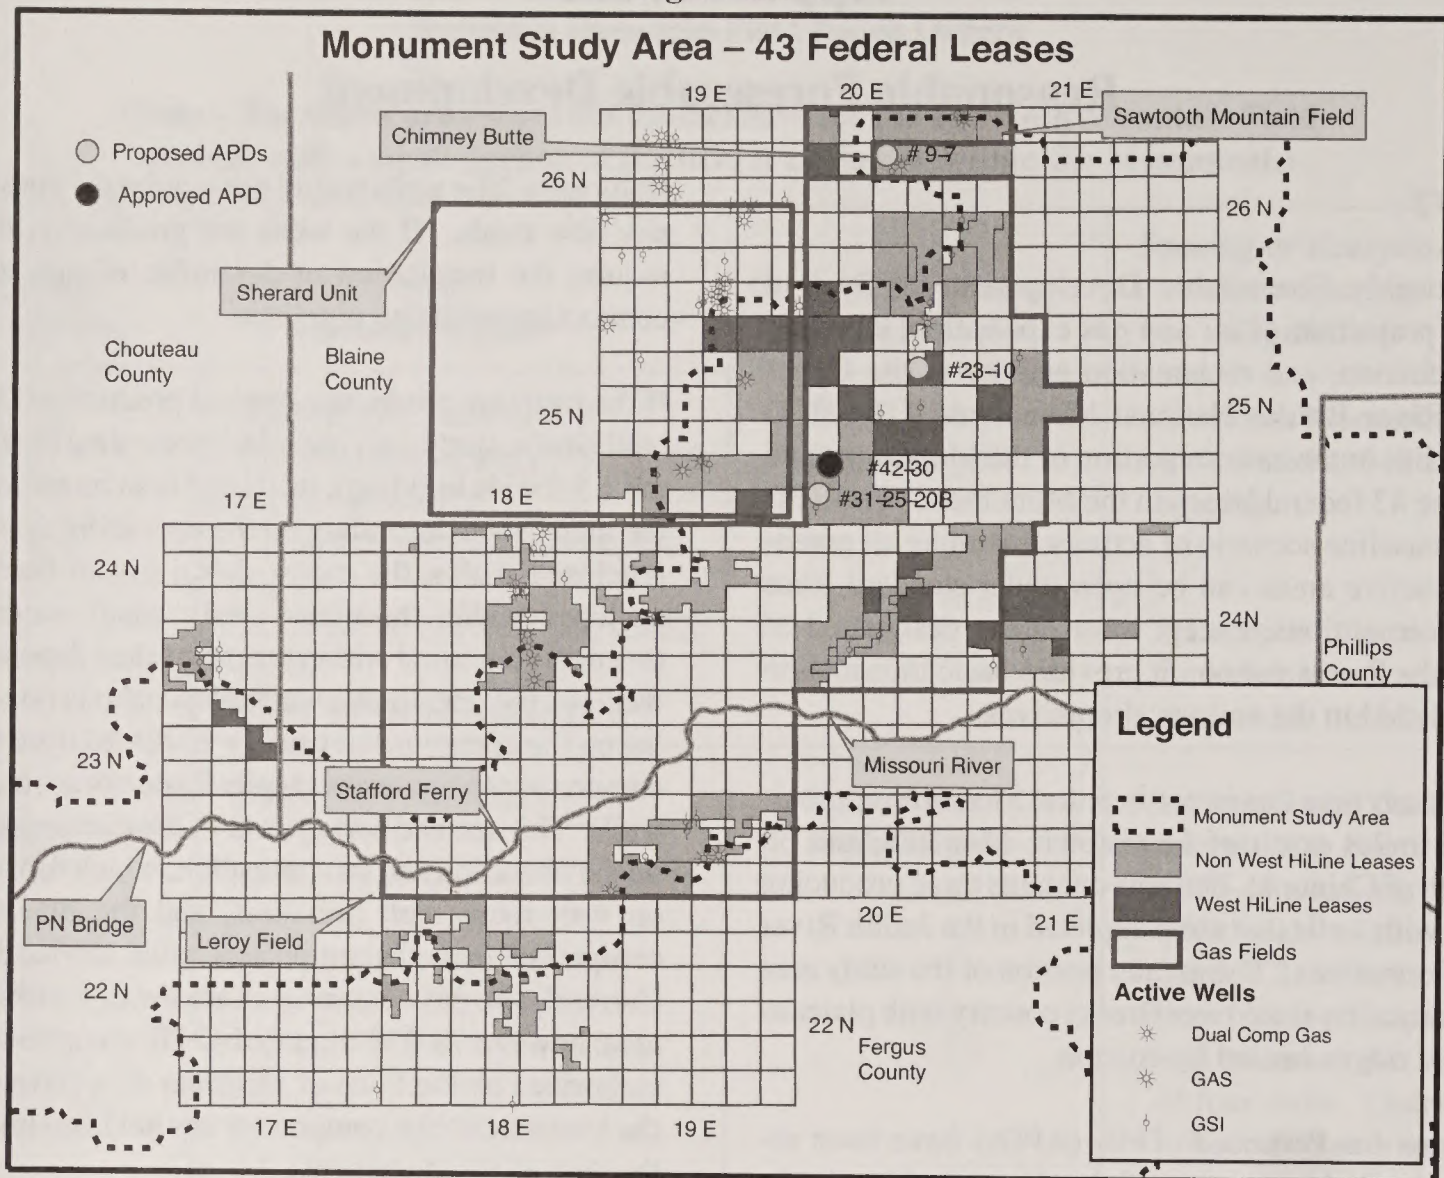 Monument Study Area – 43 Federal Leases
19 E
20 E
21 E
Chimney Butte
Sawtooth Mountain Field
Proposed APDs
# 9-7
26 N
Approved APD
26 N
Sherard Unit
Chouteau
County
Blaine
County
#23-10
25 N
25 N
#42-30
17 E
18 E
#31-25-20B
24 N
24N
Phillips
County
Legend
23 N
Missouri River
Stafford Ferry
Monument Study Area
Non West HiLine Leases
West HiLine Leases
20 E
21 E
PN Bridge
Leroy Field
Gas Fields
22 N
Active Wells
22 N
Dual Comp Gas
Fergus
County
GAS
GSI
17 E
18 E
19 E